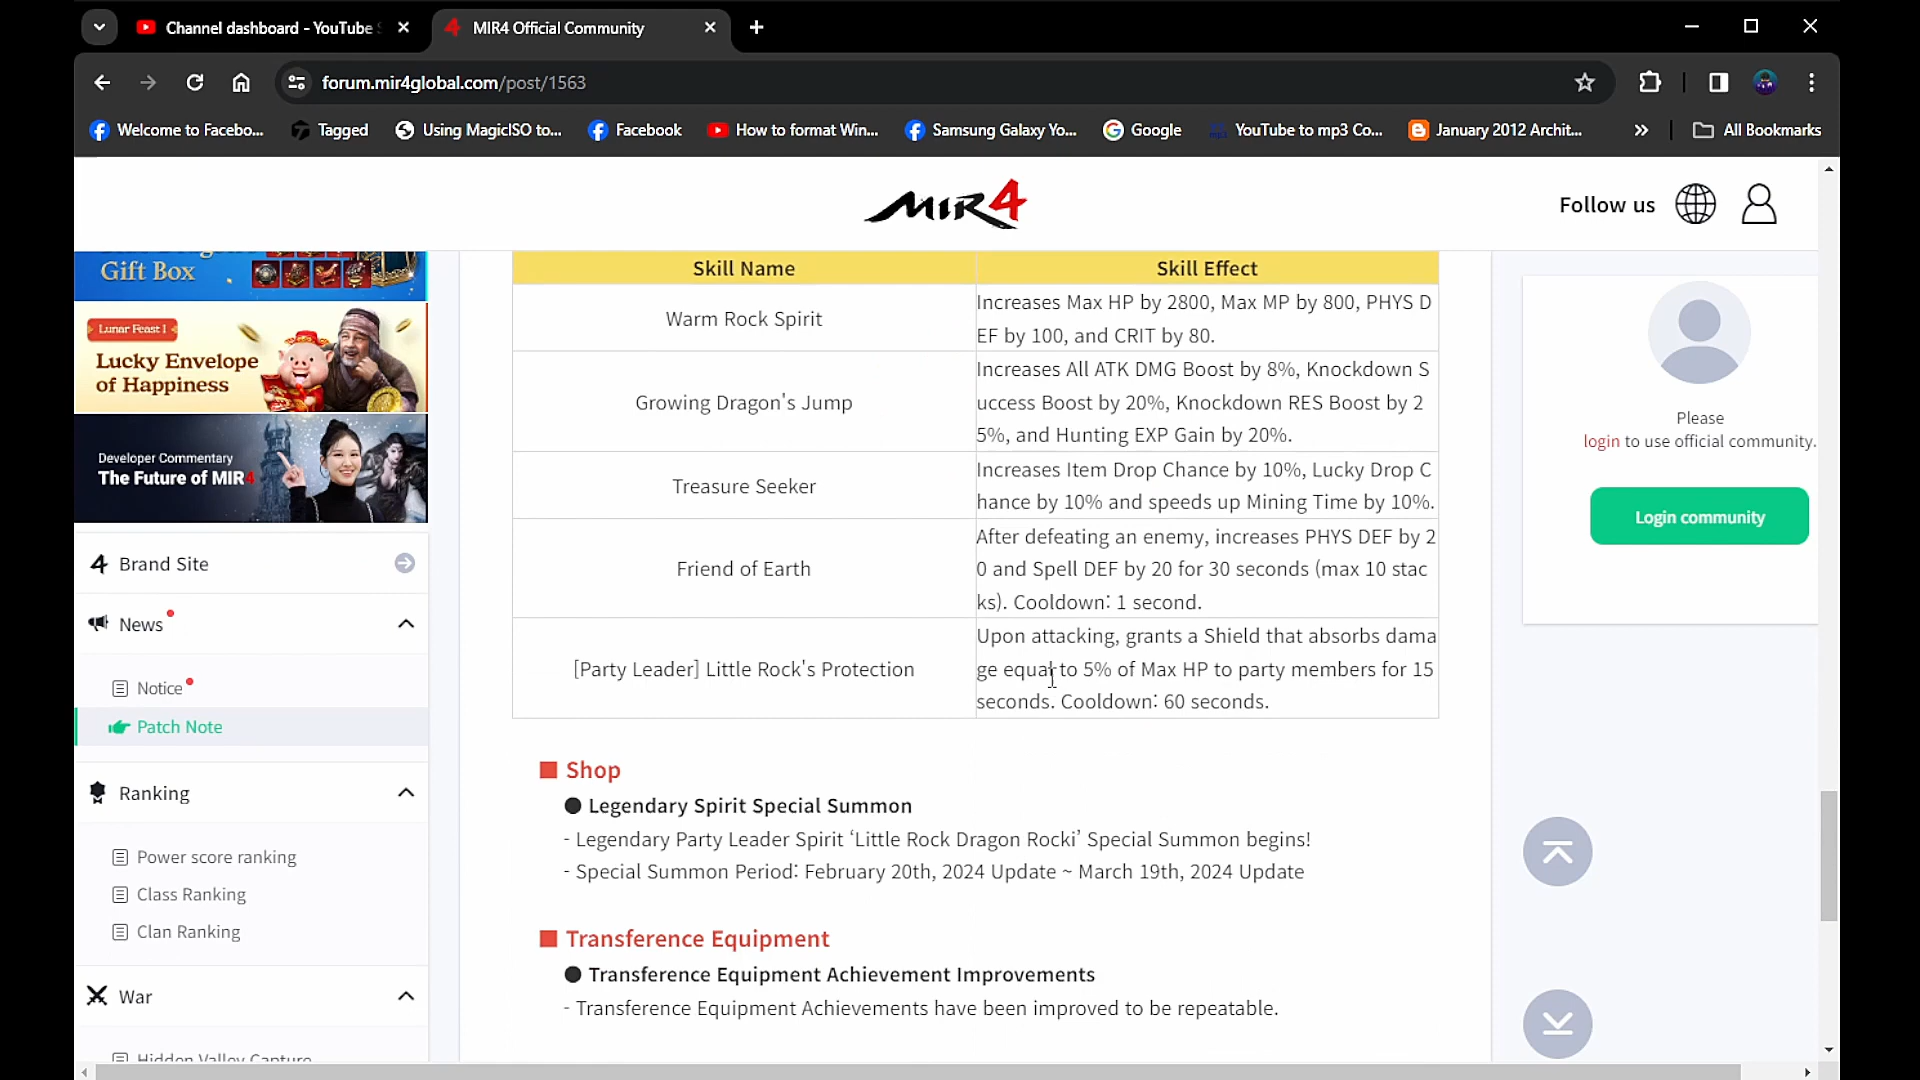 Channel dashboard - YouTube S
MIR4 Official Community
forum.mir4global.com/post/1563
Welcome to Facebo...
Tagged
Using MagicISO to...
Facebook
How to format Win...
Samsung Galaxy Yo...
Google
YouTube to mp3 Co...
January 2012 Archit...
All Bookmarks
MIR4
Follow us
Gift Box
Lunar Feast 1
Lucky Envelope
of Happiness
Developer Commentary
The Future of MIR4
Brand Site
News
Notice
Patch Note
Ranking
Power score ranking
Class Ranking
Clan Ranking
War
Hidden Valley Capture
Skill Name
Skill Effect
Warm Rock Spirit
Increases Max HP by 2800, Max MP by 800, PHYS D
EF by 100, and CRIT by 80.
Growing Dragon's Jump
Increases All ATK DMG Boost by 8%, Knockdown S
uccess Boost by 20%, Knockdown RES Boost by 2
5%, and Hunting EXP Gain by 20%.
Treasure Seeker
Increases Item Drop Chance by 10%, Lucky Drop C
hance by 10% and speeds up Mining Time by 10%.
Friend of Earth
After defeating an enemy, increases PHYS DEF by 2
0 and Spell DEF by 20 for 30 seconds (max 10 stac
ks). Cooldown: 1 second.
[Party Leader] Little Rock's Protection
Upon attacking, grants a Shield that absorbs dama
ge equal to 5% of Max HP to party members for 15
seconds. Cooldown: 60 seconds.
■ Shop
● Legendary Spirit Special Summon
- Legendary Party Leader Spirit ‘Little Rock Dragon Rocki’ Special Summon begins!
- Special Summon Period: February 20th, 2024 Update ~ March 19th, 2024 Update
■ Transference Equipment
● Transference Equipment Achievement Improvements
- Transference Equipment Achievements have been improved to be repeatable.
Please
login to use official community.
Login community